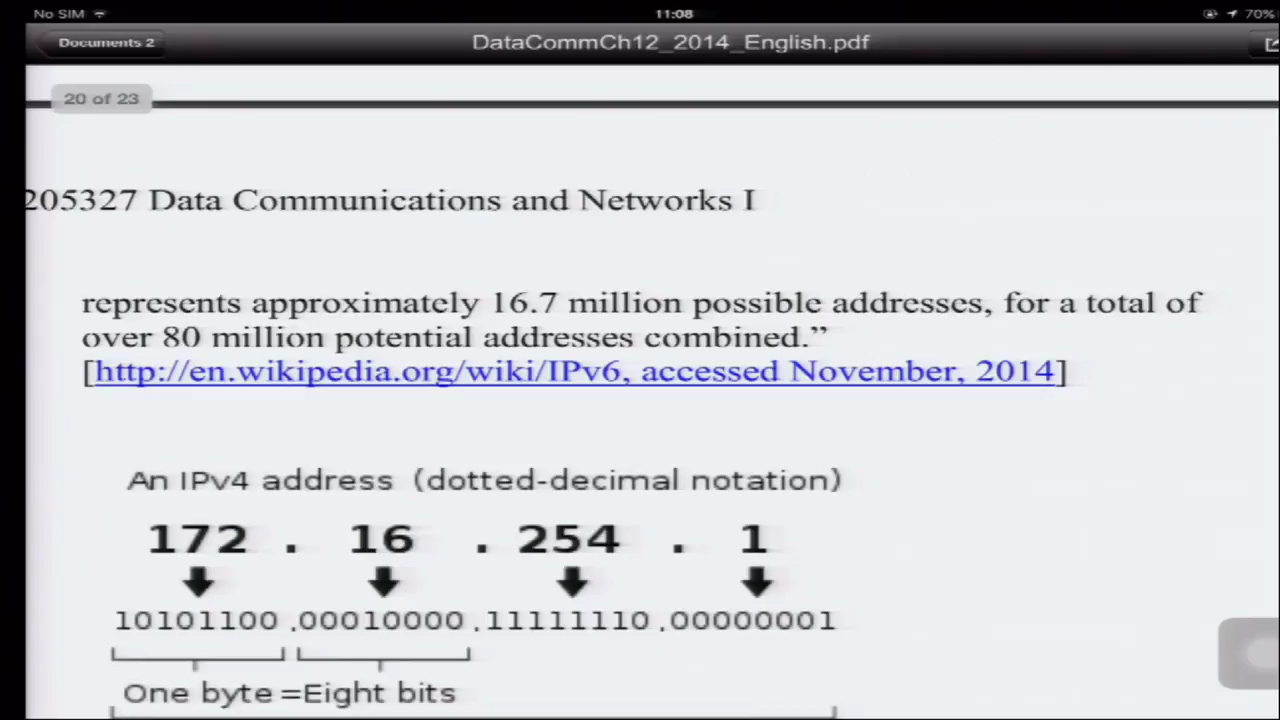 No SIM 11:08 70%
Documents 2 DataCommCh12_2014_English.pdf
20 of 23
205327 Data Communications and Networks I
represents approximately 16.7 million possible addresses, for a total of
over 80 million potential addresses combined.”
[http://en.wikipedia.org/wiki/IPv6, accessed November, 2014]
An IPv4 address (dotted-decimal notation)
172 . 16 . 254 . 1
10101100 .00010000 .11111110 .00000001
One byte =Eight bits